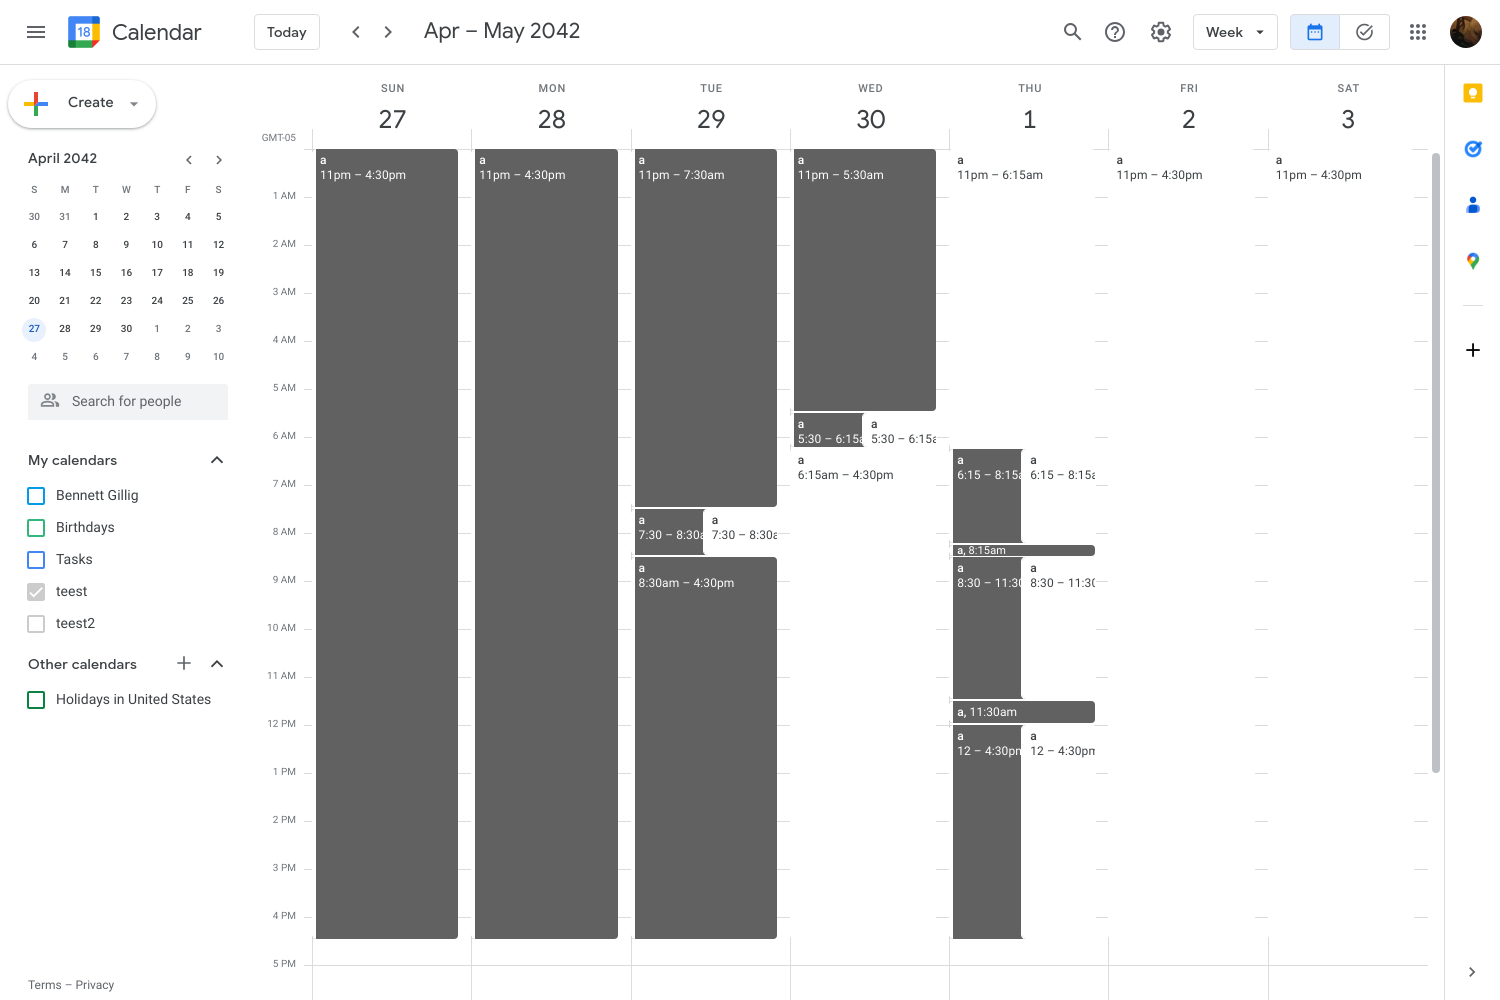 18 Calendar
Today
Apr – May 2042
Week
Create
April 2042
S M T W T F S
30 31 1 2 3 4 5
6 7 8 9 10 11 12
13 14 15 16 17 18 19
20 21 22 23 24 25 26
27 28 29 30 1 2 3
4 5 6 7 8 9 10
Search for people
My calendars
Bennett Gillig
Birthdays
Tasks
teest
teest2
Other calendars
Holidays in United States
Terms – Privacy
SUN MON TUE WED THU FRI SAT
27 28 29 30 1 2 3
GMT-05
1 AM
2 AM
3 AM
4 AM
5 AM
6 AM
7 AM
8 AM
9 AM
10 AM
11 AM
12 PM
1 PM
2 PM
3 PM
4 PM
5 PM
a
11pm – 4:30pm
a
11pm – 4:30pm
a
11pm – 7:30am
a
7:30 – 8:30a
a
7:30 – 8:30a
a
8:30am – 4:30pm
a
11pm – 5:30am
a
5:30 – 6:15a
a
5:30 – 6:15a
a
6:15am – 4:30pm
a
11pm – 6:15am
a
6:15 – 8:15a
a
6:15 – 8:15a
a, 8:15am
a
8:30 – 11:30
a
8:30 – 11:30
a, 11:30am
a
12 – 4:30pm
a
12 – 4:30pm
a
11pm – 4:30pm
a
11pm – 4:30pm